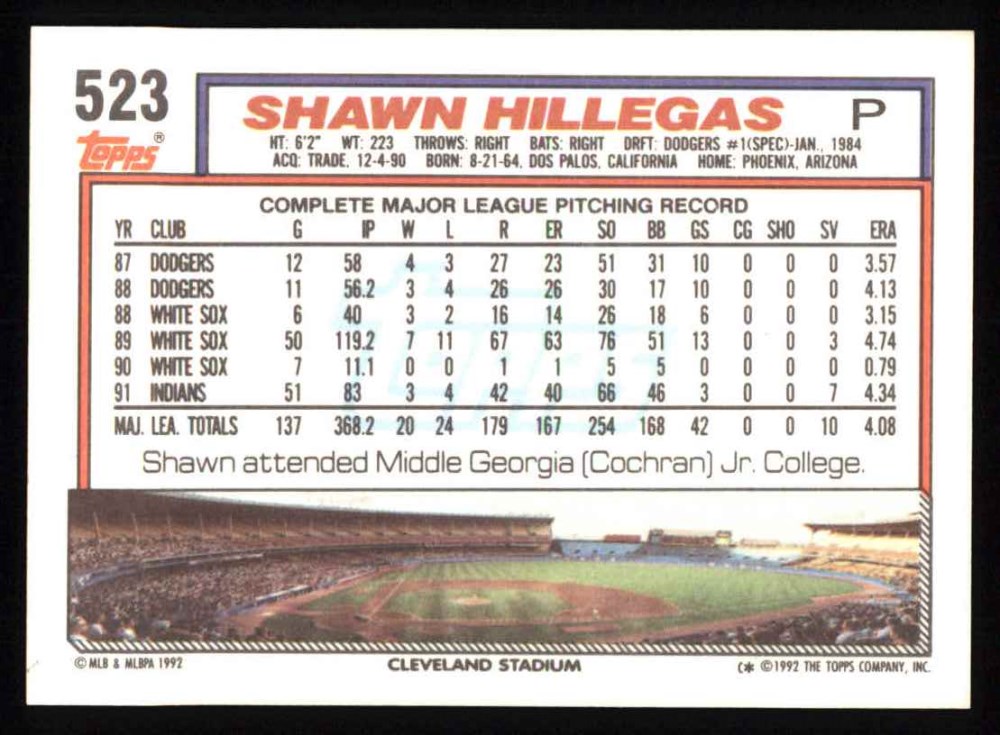 523
Topps®
SHAWN HILLEGAS P
HT: 6'2" WT: 223 THROWS: RIGHT BATS: RIGHT DRFT: DODGERS #1(SPEC)-JAN., 1984
ACQ: TRADE, 12-4-90 BORN: 8-21-64, DOS PALOS, CALIFORNIA HOME: PHOENIX, ARIZONA
COMPLETE MAJOR LEAGUE PITCHING RECORD
YR CLUB G IP W L R ER SO BB GS CG SHO SV ERA
87 DODGERS 12 58 4 3 27 23 51 31 10 0 0 0 3.57
88 DODGERS 11 56.2 3 4 26 26 30 17 10 0 0 0 4.13
88 WHITE SOX 6 40 3 2 16 14 26 18 6 0 0 0 3.15
89 WHITE SOX 50 119.2 7 11 67 63 76 51 13 0 0 3 4.74
90 WHITE SOX 7 11.1 0 0 1 1 5 5 0 0 0 0 0.79
91 INDIANS 51 83 3 4 42 40 66 46 3 0 0 7 4.34
MAJ. LEA. TOTALS 137 368.2 20 24 179 167 254 168 42 0 0 10 4.08
Shawn attended Middle Georgia (Cochran) Jr. College.
© MLB & MLBPA 1992 CLEVELAND STADIUM (* ©1992 THE TOPPS COMPANY, INC.